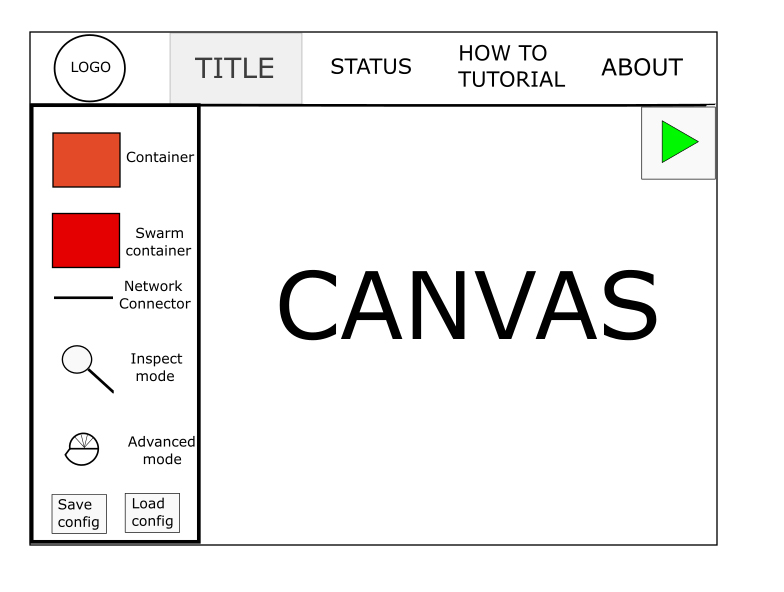 LOGO
TITLE
STATUS
HOW TO
TUTORIAL
ABOUT
Container
Swarm
container
Network
Connector
Inspect
mode
Advanced
mode
Save
config
Load
config
CANVAS